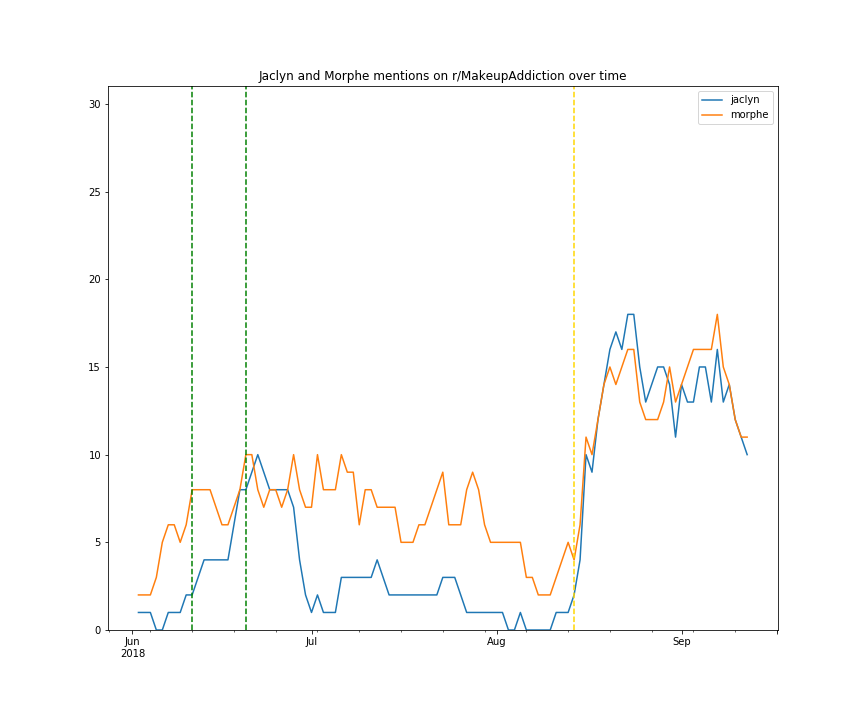 Jaclyn and Morphe mentions on r/MakeupAddiction over time
jaclyn
morphe
30
25
20
15
10
5
0
Jun
2018
Jul
Aug
Sep